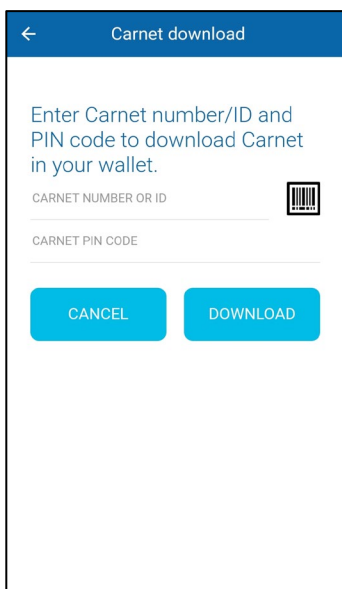 Carnet download
Enter Carnet number/ID and
PIN code to download Carnet
in your wallet.
CARNET NUMBER OR ID
CARNET PIN CODE
CANCEL
DOWNLOAD